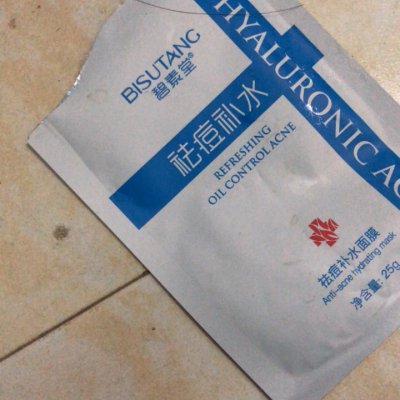 BISUTANG
碧素堂®
HYALURONIC AC
祛痘补水
REFRESHING
OIL CONTROL ACNE
祛痘补水面膜
Anti-acne hydrating mask
净含量: 25g